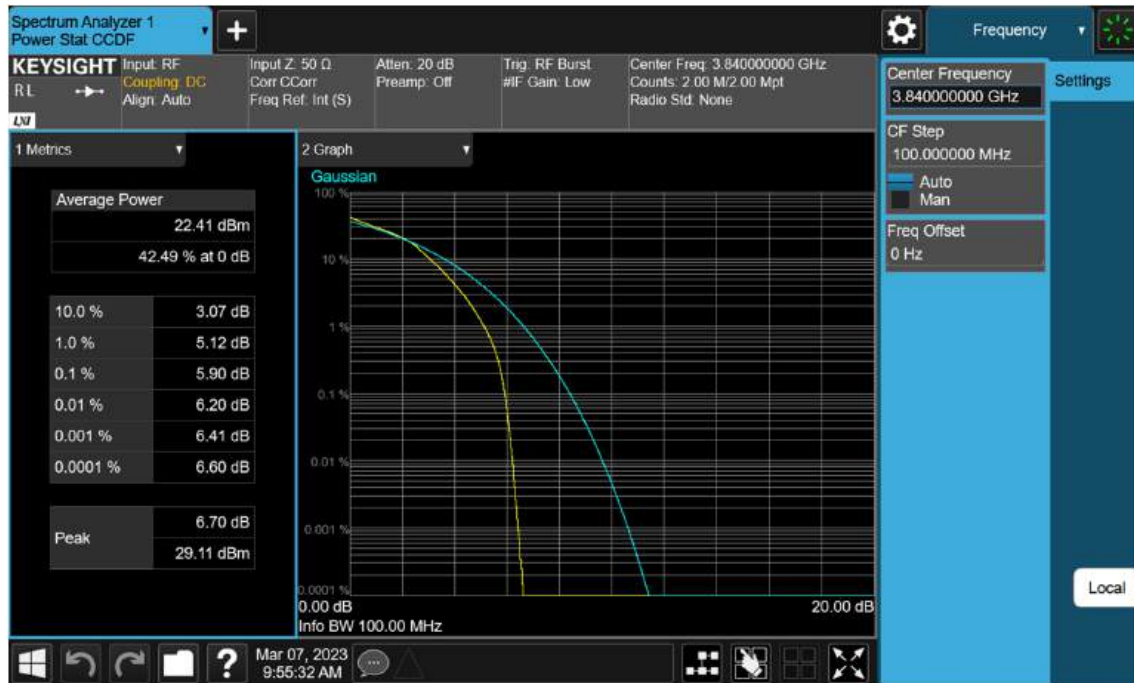 Spectrum Analyzer 1
Power Stat CCDF
+
Frequency
KEYSIGHT
RL
LXI
Input: RF
Coupling: DC
Align: Auto
Input Z: 50 Ω
Corr CCorr
Freq Ref: Int (S)
Atten: 20 dB
Preamp: Off
Trig: RF Burst
#IF Gain: Low
Center Freq: 3.840000000 GHz
Counts: 2.00 M/2.00 Mpt
Radio Std: None
Center Frequency
3.840000000 GHz
Settings
CF Step
100.000000 MHz
Auto
Man
Freq Offset
0 Hz
1 Metrics
Average Power
22.41 dBm
42.49 % at 0 dB
10.0 % 3.07 dB
1.0 % 5.12 dB
0.1 % 5.90 dB
0.01 % 6.20 dB
0.001 % 6.41 dB
0.0001 % 6.60 dB
Peak
6.70 dB
29.11 dBm
2 Graph
Gaussian
100 %
10 %
1 %
0.1 %
0.01 %
0.001 %
0.0001 %
0.00 dB 20.00 dB
Info BW 100.00 MHz
Local
?
Mar 07, 2023
9:55:32 AM